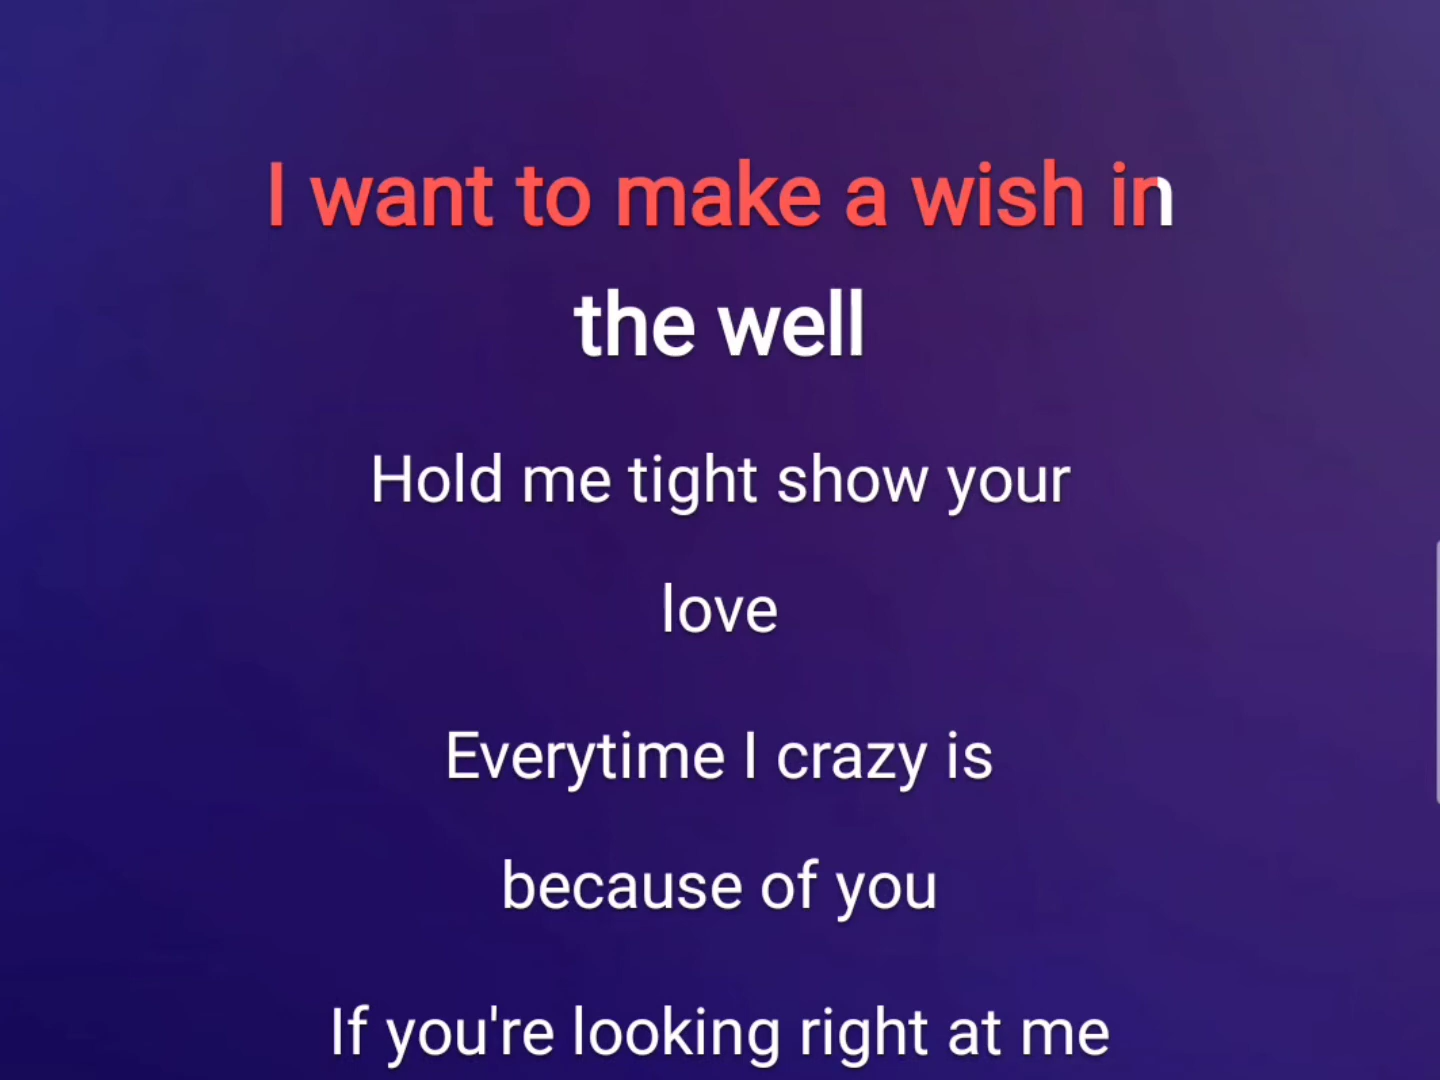 I want to make a wish in
the well
Hold me tight show your
love
Everytime I crazy is
because of you
If you're looking right at me